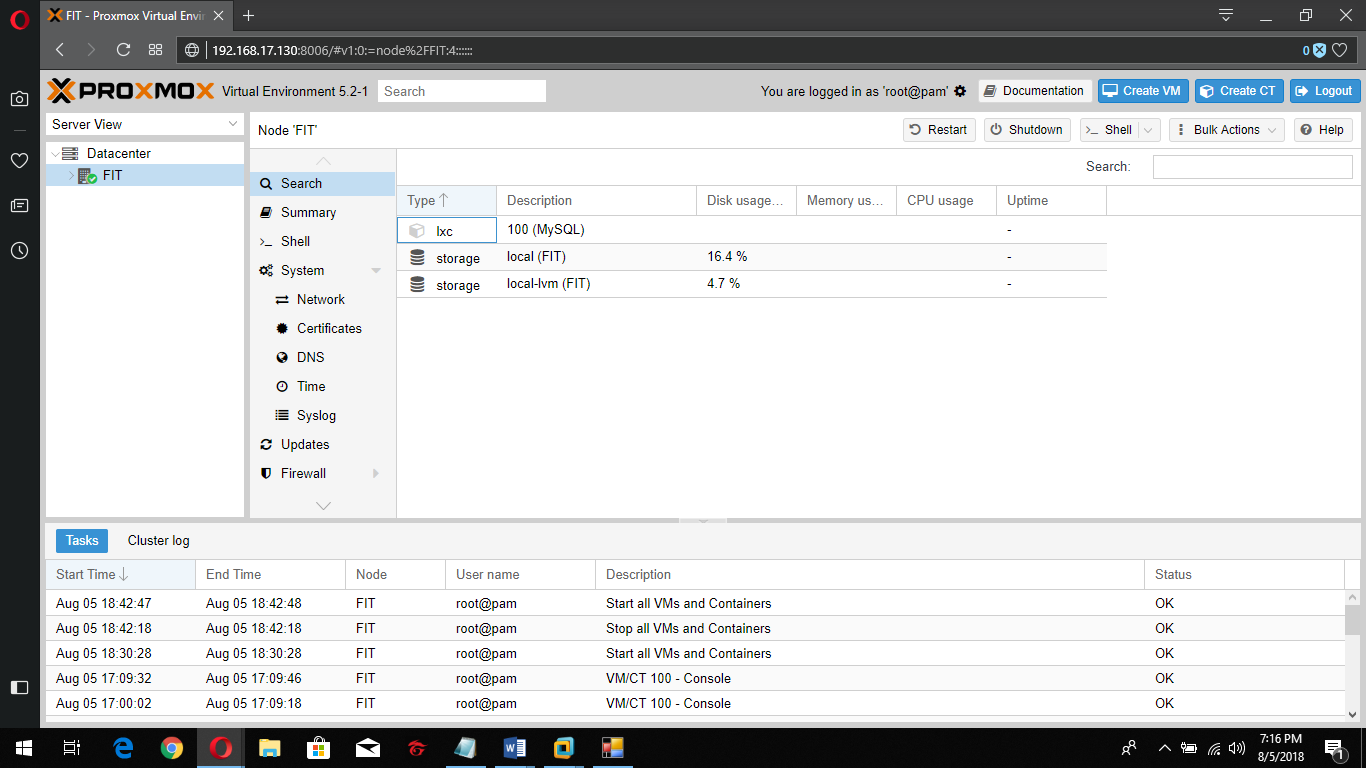 FIT - Proxmox Virtual Envir
192.168.17.130:8006/#v1:0:=node%2FFIT:4::::::
0
PROXMOX Virtual Environment 5.2-1 Search You are logged in as 'root@pam' Documentation Create VM Create CT Logout
Server View
Datacenter
FIT
Node 'FIT' Restart Shutdown Shell Bulk Actions Help
Search
Summary
Shell
System
Network
Certificates
DNS
Time
Syslog
Updates
Firewall
Search:
Type Description Disk usage... Memory us... CPU usage Uptime
lxc 100 (MySQL) -
storage local (FIT) 16.4 % -
storage local-lvm (FIT) 4.7 % -
Tasks Cluster log
Start Time End Time Node User name Description Status
Aug 05 18:42:47 Aug 05 18:42:48 FIT root@pam Start all VMs and Containers OK
Aug 05 18:42:18 Aug 05 18:42:18 FIT root@pam Stop all VMs and Containers OK
Aug 05 18:30:28 Aug 05 18:30:28 FIT root@pam Start all VMs and Containers OK
Aug 05 17:09:32 Aug 05 17:09:46 FIT root@pam VM/CT 100 - Console OK
Aug 05 17:00:02 Aug 05 17:09:18 FIT root@pam VM/CT 100 - Console OK
7:16 PM
8/5/2018
1